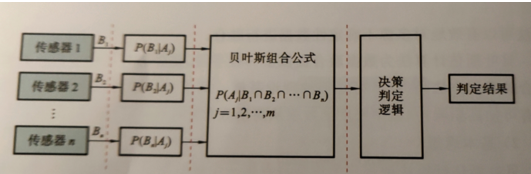 传感器1
B₁
P(B₁|Aⱼ)
传感器2
B₂
P(B₂|Aⱼ)
⋮
传感器n
Bₙ
P(Bₙ|Aⱼ)
贝叶斯组合公式
P(Aⱼ|B₁∩B₂∩⋯∩Bₙ)
j=1,2,⋯,m
决策
判定
逻辑
判定结果